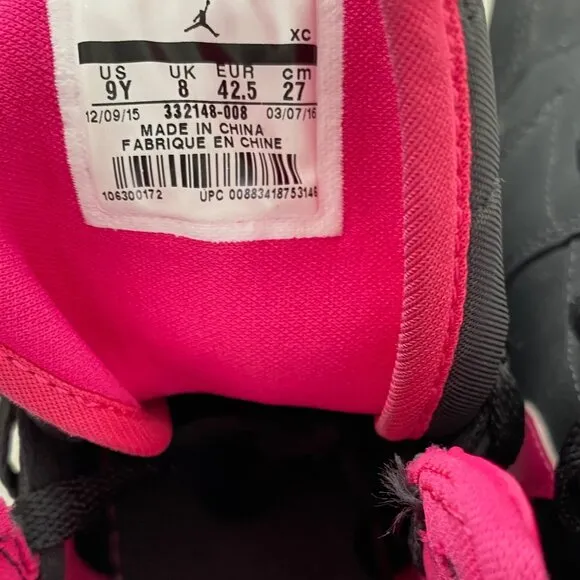 XC
US UK EUR cm
9Y 8 42.5 27
12/09/15 332148-008 03/07/16
MADE IN CHINA
FABRIQUE EN CHINE
106300172 UPC 00883418753146